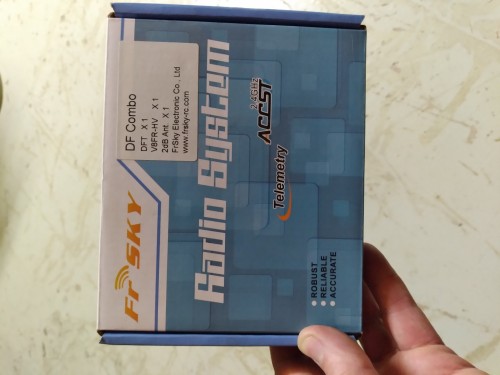 DF Combo
DFT X 1
V8FR-HV X 1
2dB Ant. X 1
FrSky Electronic Co., Ltd.
www.frsky-rc.com
FrSKY
Radio System
Telemetry
ACCST
2.4GHz
ROBUST
RELIABLE
ACCURATE